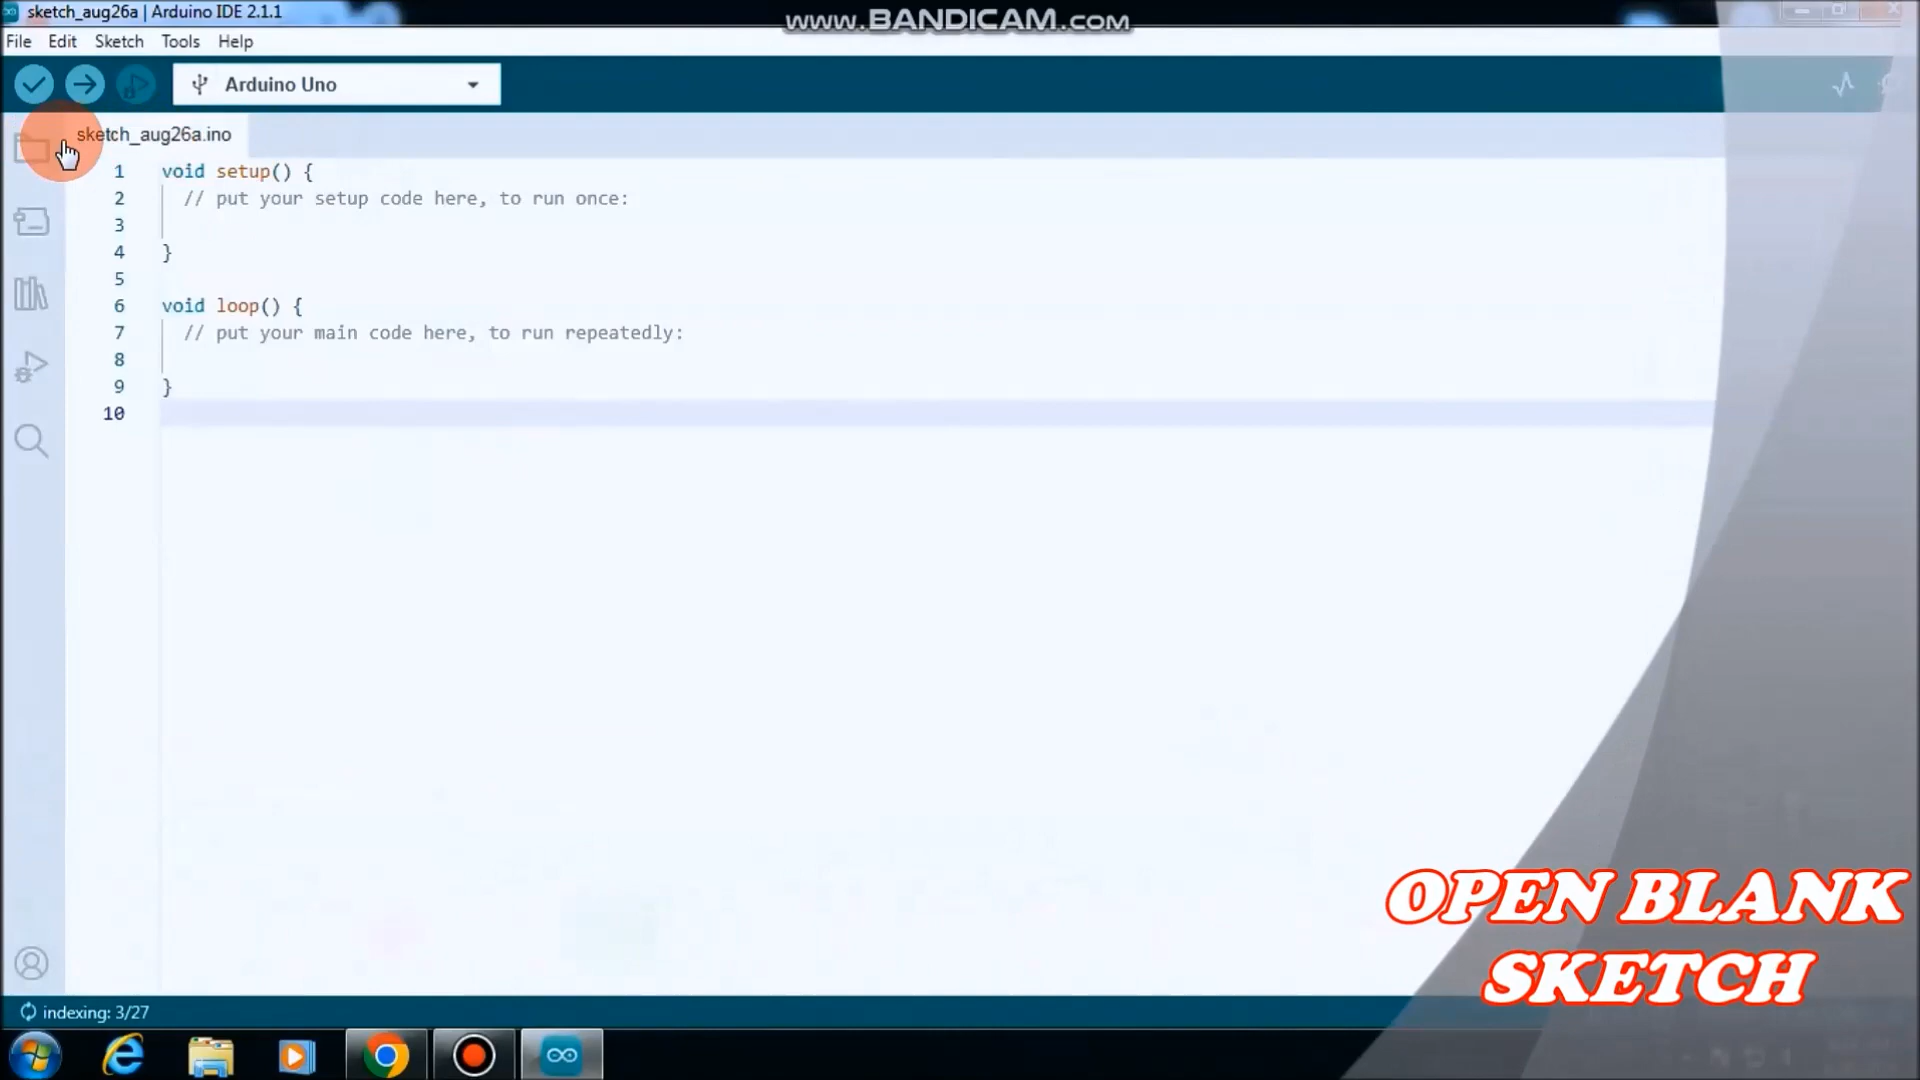 sketch_aug26a | Arduino IDE 2.1.1
www.BANDICAM.com
File Edit Sketch Tools Help
Arduino Uno
sketch_aug26a.ino
1 void setup() {
2 // put your setup code here, to run once:
3
4 }
5
6 void loop() {
7 // put your main code here, to run repeatedly:
8
9 }
10
OPEN BLANK
SKETCH
indexing: 3/27